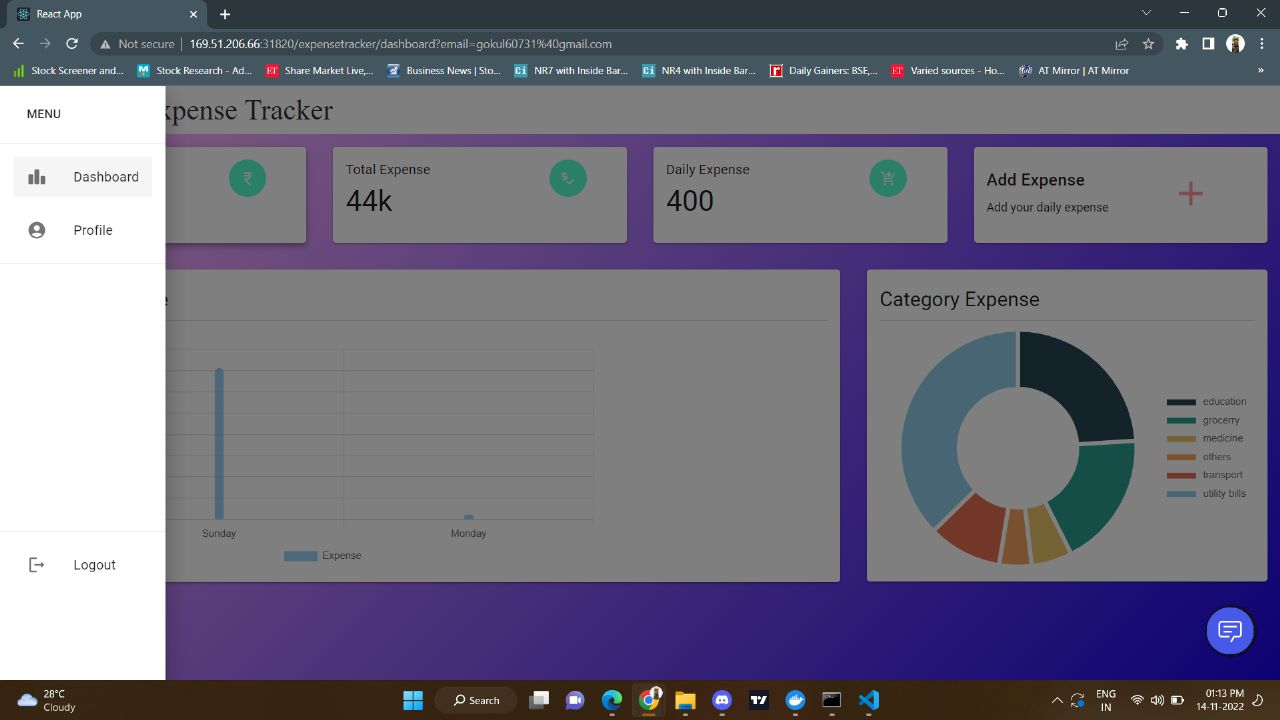 React App
Not secure
169.51.206.66:31820/expensetracker/dashboard?email=gokul60731%40gmail.com
Stock Screener and...
Stock Research - Ad...
Share Market Live,...
Business News | Sto...
NR7 with Inside Bar...
NR4 with Inside Bar...
Daily Gainers: BSE,...
Varied sources - Ho...
AT Mirror | AT Mirror
»
MENU
xpense Tracker
Dashboard
Profile
Logout
Total Expense
44k
Daily Expense
400
Add Expense
Add your daily expense
Sunday
Monday
Expense
Category Expense
education
grocerry
medicine
others
transport
utility bills
28°C
Cloudy
Search
ENG
IN
01:13 PM
14-11-2022